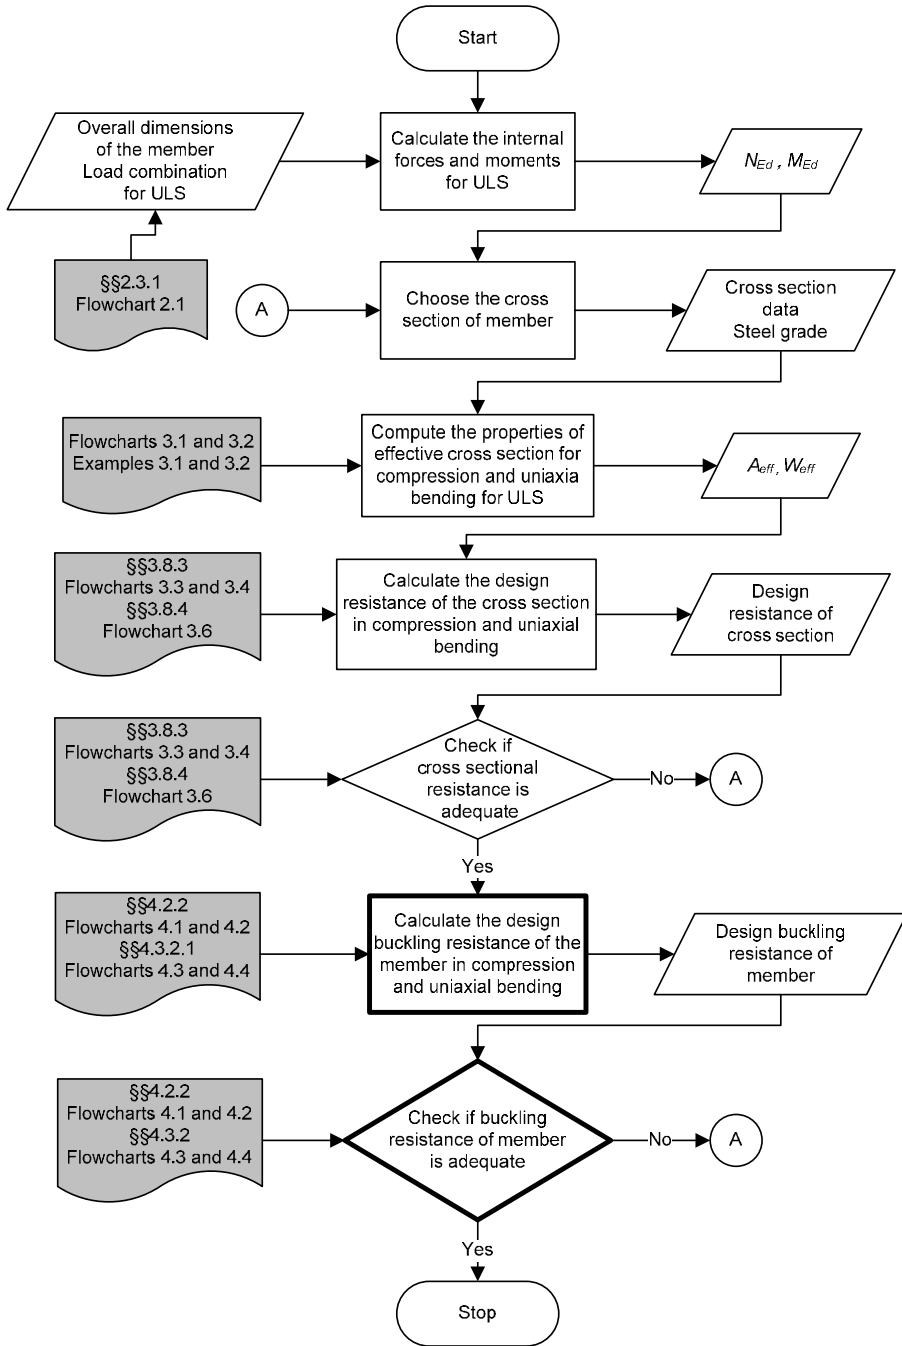 Start
Overall dimensions
of the member
Load combination
for ULS
Calculate the internal
forces and moments
for ULS
NEd , MEd
§§2.3.1
Flowchart 2.1
A
Choose the cross
section of member
Cross section
data
Steel grade
Flowcharts 3.1 and 3.2
Examples 3.1 and 3.2
Compute the properties of
effective cross section for
compression and uniaxia
bending for ULS
Aeff, Weff
§§3.8.3
Flowcharts 3.3 and 3.4
§§3.8.4
Flowchart 3.6
Calculate the design
resistance of the cross section
in compression and uniaxial
bending
Design
resistance of
cross section
§§3.8.3
Flowcharts 3.3 and 3.4
§§3.8.4
Flowchart 3.6
Check if
cross sectional
resistance is
adequate
No
A
Yes
§§4.2.2
Flowcharts 4.1 and 4.2
§§4.3.2.1
Flowcharts 4.3 and 4.4
Calculate the design
buckling resistance of the
member in compression
and uniaxial bending
Design buckling
resistance of
member
§§4.2.2
Flowcharts 4.1 and 4.2
§§4.3.2
Flowcharts 4.3 and 4.4
Check if buckling
resistance of member
is adequate
No
A
Yes
Stop